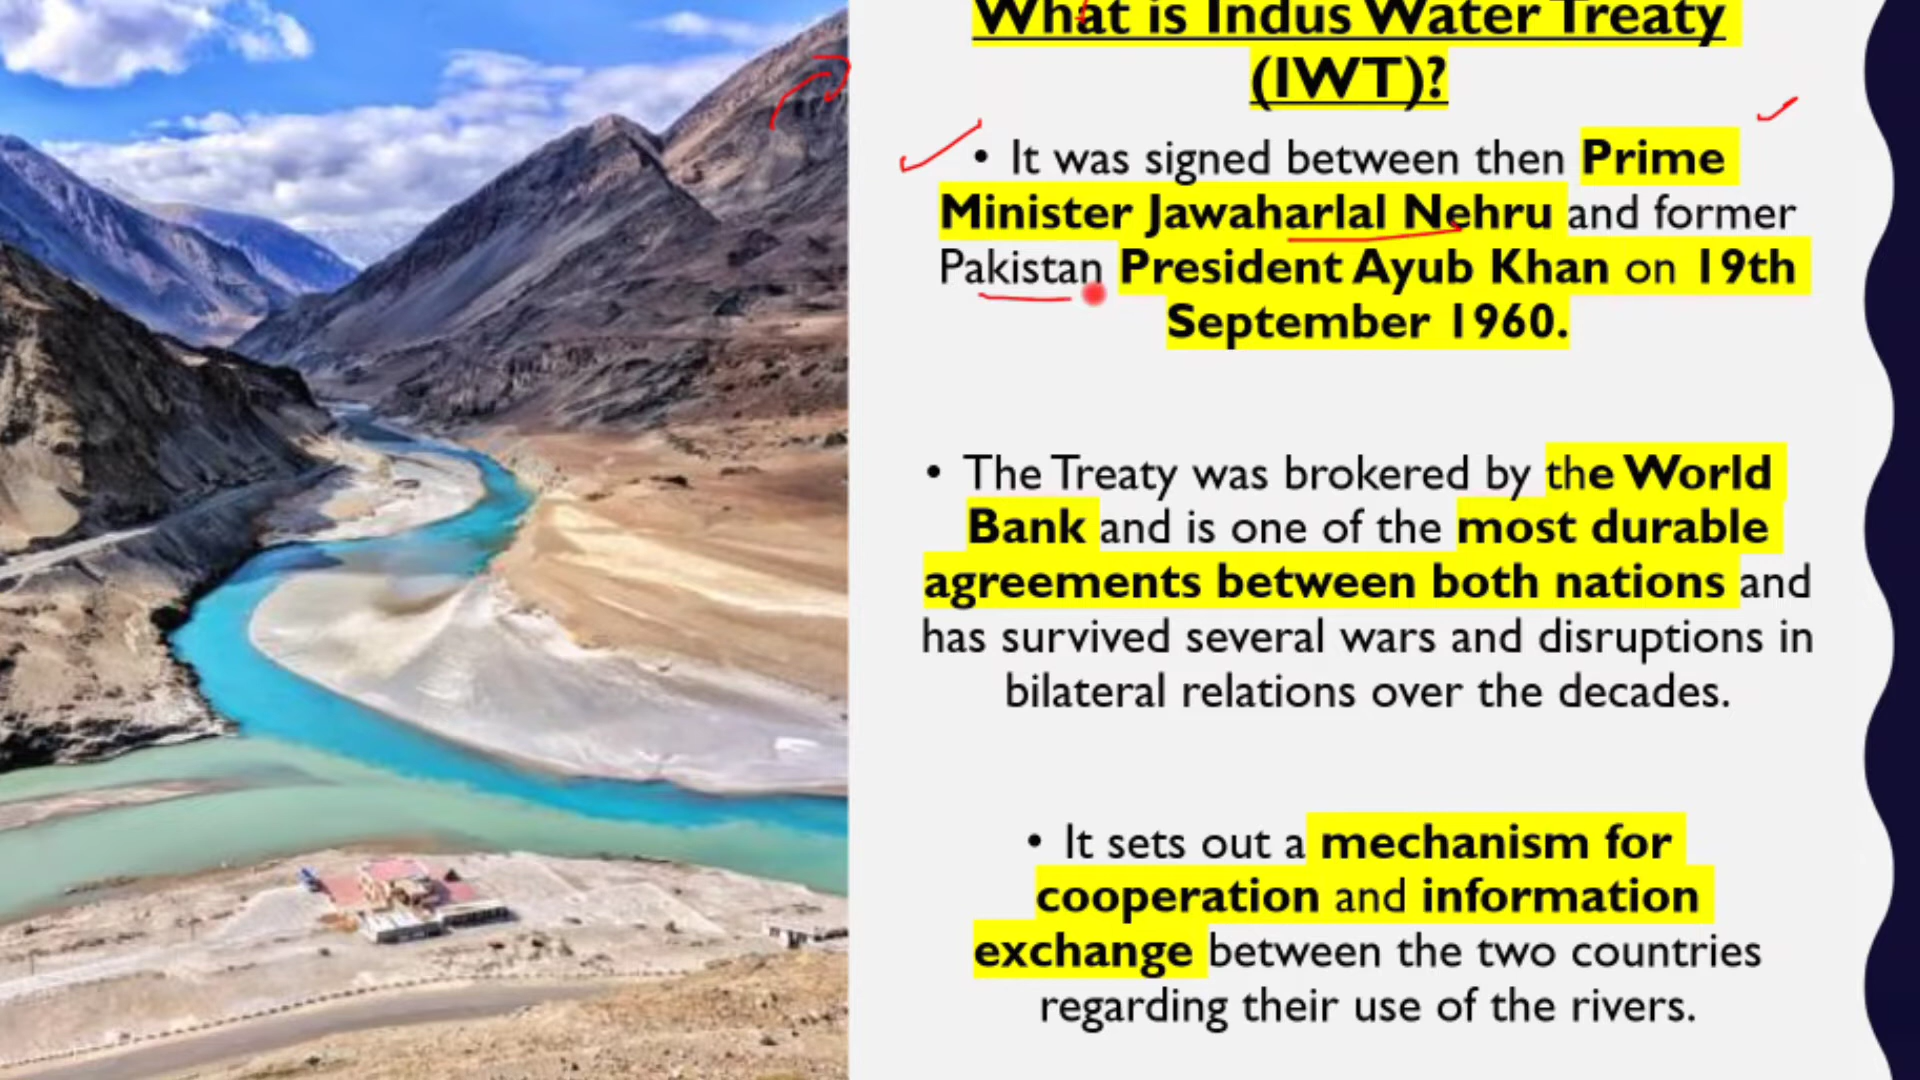 What is Indus Water Treaty
(IWT)?
• It was signed between then Prime
Minister Jawaharlal Nehru and former
Pakistan President Ayub Khan on 19th
September 1960.
• The Treaty was brokered by the World
Bank and is one of the most durable
agreements between both nations and
has survived several wars and disruptions in
bilateral relations over the decades.
• It sets out a mechanism for
cooperation and information
exchange between the two countries
regarding their use of the rivers.